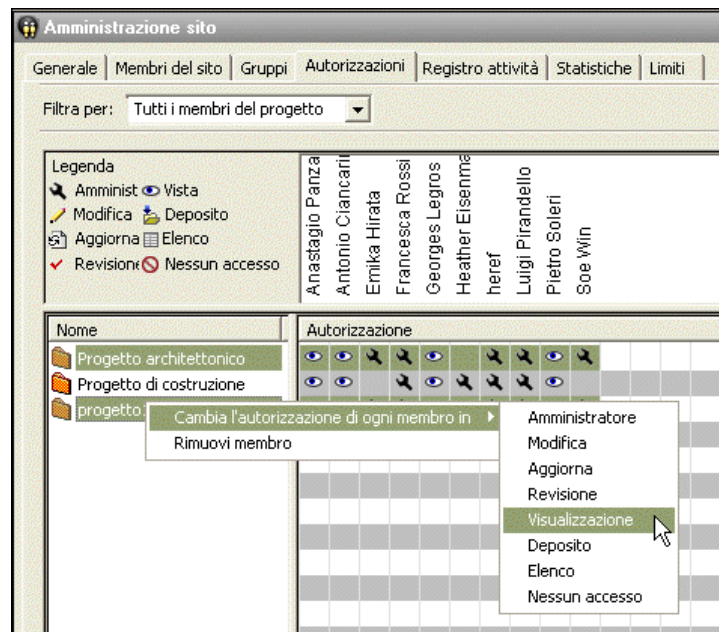 Amministrazione sito
Generale Membri del sito Gruppi Autorizzazioni Registro attività Statistiche Limiti
Filtra per: Tutti i membri del progetto
Legenda
Amminist Vista
Modifica Deposito
Aggiorna Elenco
Revisione Nessun accesso
Anastagio Panza
Antonio Ciancarii
Emika Hirata
Francesca Rossi
Georges Legros
Heather Eisenma
heref
Luigi Pirandello
Pietro Soleri
Soe Win
Nome Autorizzazione
Progetto architettonico
Progetto di costruzione
progetto.
Cambia l'autorizzazione di ogni membro in
Rimuovi membro
Amministratore
Modifica
Aggiorna
Revisione
Visualizzazione
Deposito
Elenco
Nessun accesso